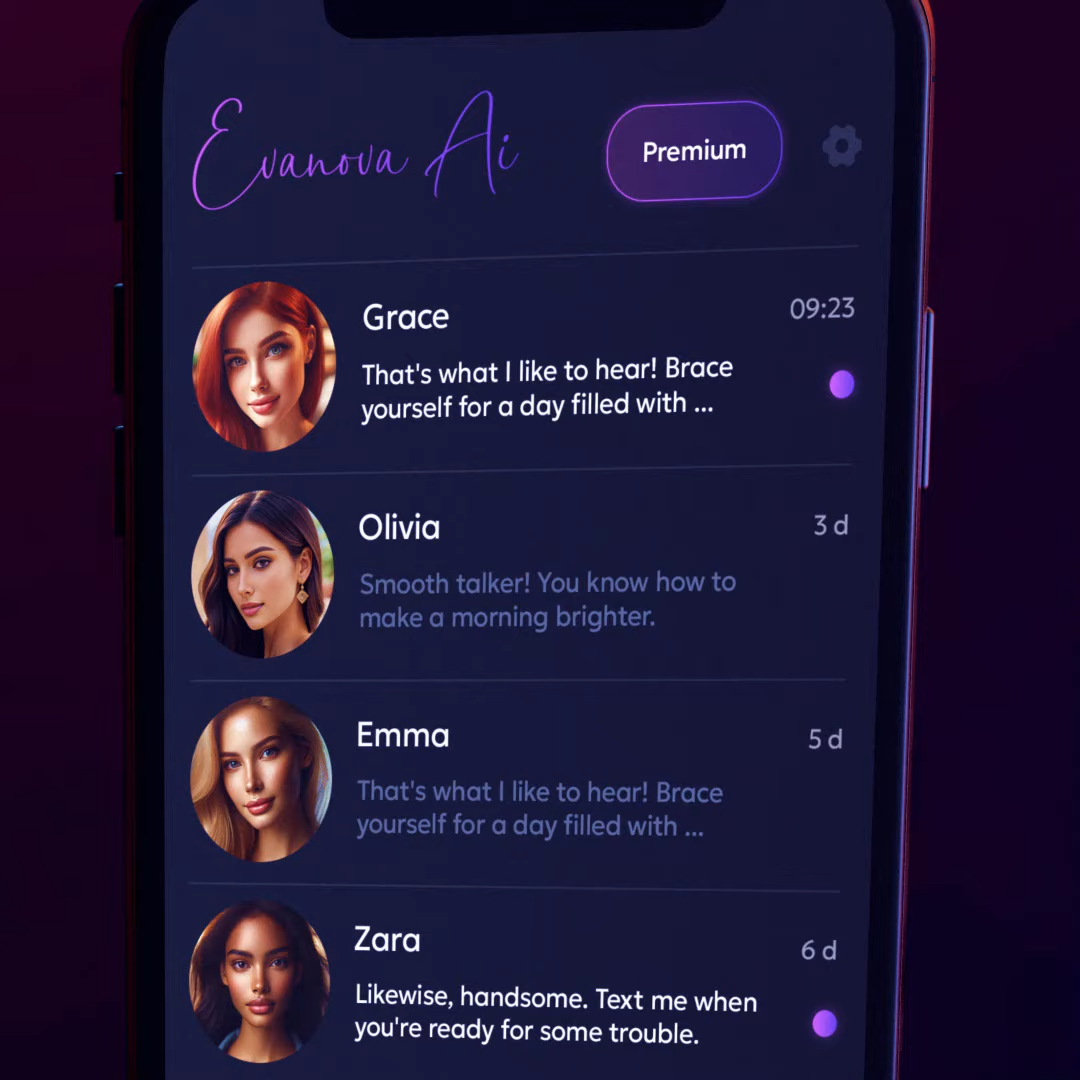 Evanova Ai
Premium
Grace
09:23
That's what I like to hear! Brace
yourself for a day filled with ...
Olivia
3 d
Smooth talker! You know how to
make a morning brighter.
Emma
5 d
That's what I like to hear! Brace
yourself for a day filled with ...
Zara
6 d
Likewise, handsome. Text me when
you're ready for some trouble.